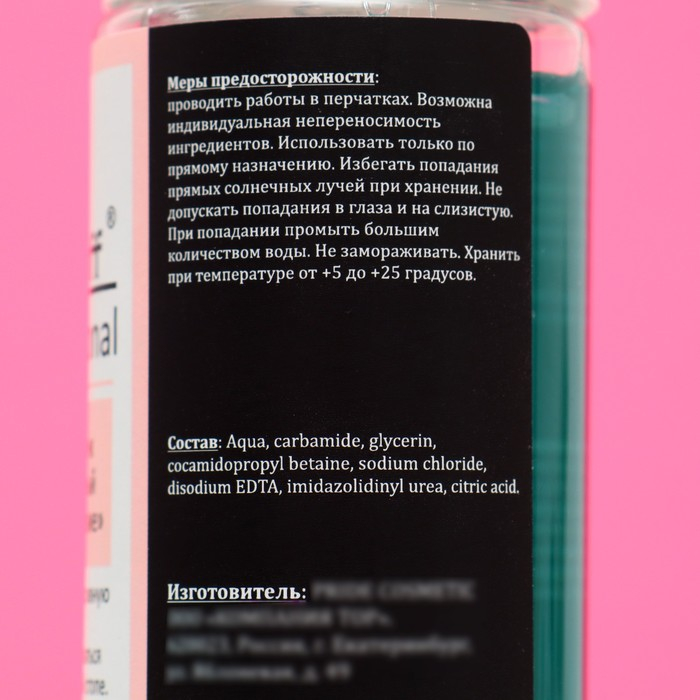 Меры предосторожности:
проводить работы в перчатках. Возможна
индивидуальная непереносимость
ингредиентов. Использовать только по
прямому назначению. Избегать попадания
прямых солнечных лучей при хранении. Не
допускать попадания в глаза и на слизистую.
При попадании промыть большим
количеством воды. Не замораживать. Хранить
при температуре от +5 до +25 градусов.
®
nal
Состав: Aqua, carbamide, glycerin,
cocamidopropyl betaine, sodium chloride,
disodium EDTA, imidazolidinyl urea, citric acid.
Изготовитель: